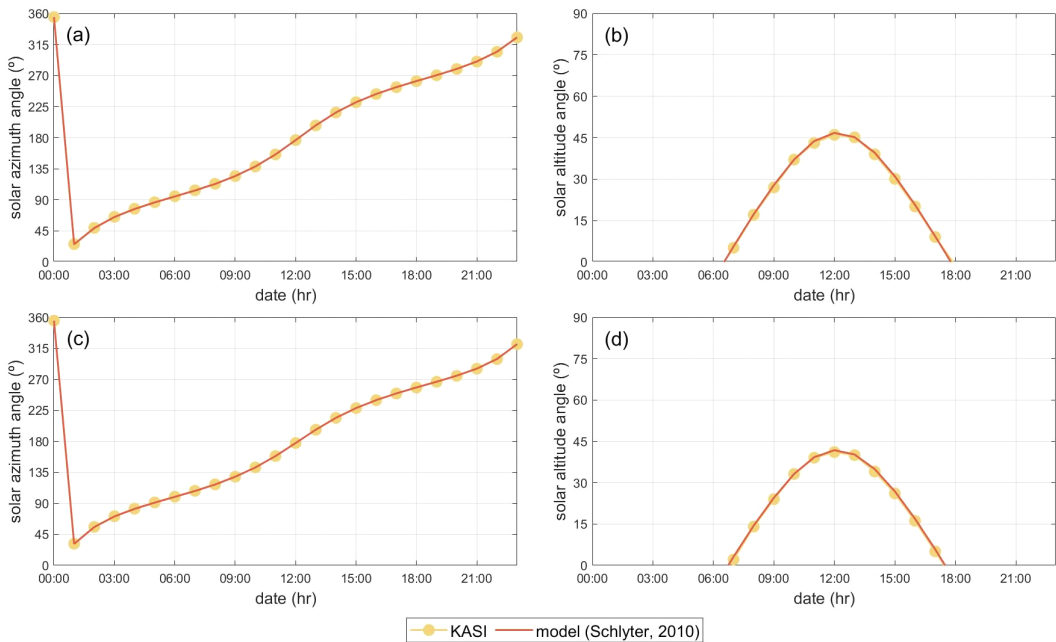 (a)
solar azimuth angle (º)
360
315
270
225
180
135
90
45
0
00:00 03:00 06:00 09:00 12:00 15:00 18:00 21:00
date (hr)
(b)
solar altitude angle (º)
90
75
60
45
30
15
0
00:00 03:00 06:00 09:00 12:00 15:00 18:00 21:00
date (hr)
(c)
solar azimuth angle (º)
360
315
270
225
180
135
90
45
0
00:00 03:00 06:00 09:00 12:00 15:00 18:00 21:00
date (hr)
(d)
solar altitude angle (º)
90
75
60
45
30
15
0
00:00 03:00 06:00 09:00 12:00 15:00 18:00 21:00
date (hr)
KASI model (Schlyter, 2010)